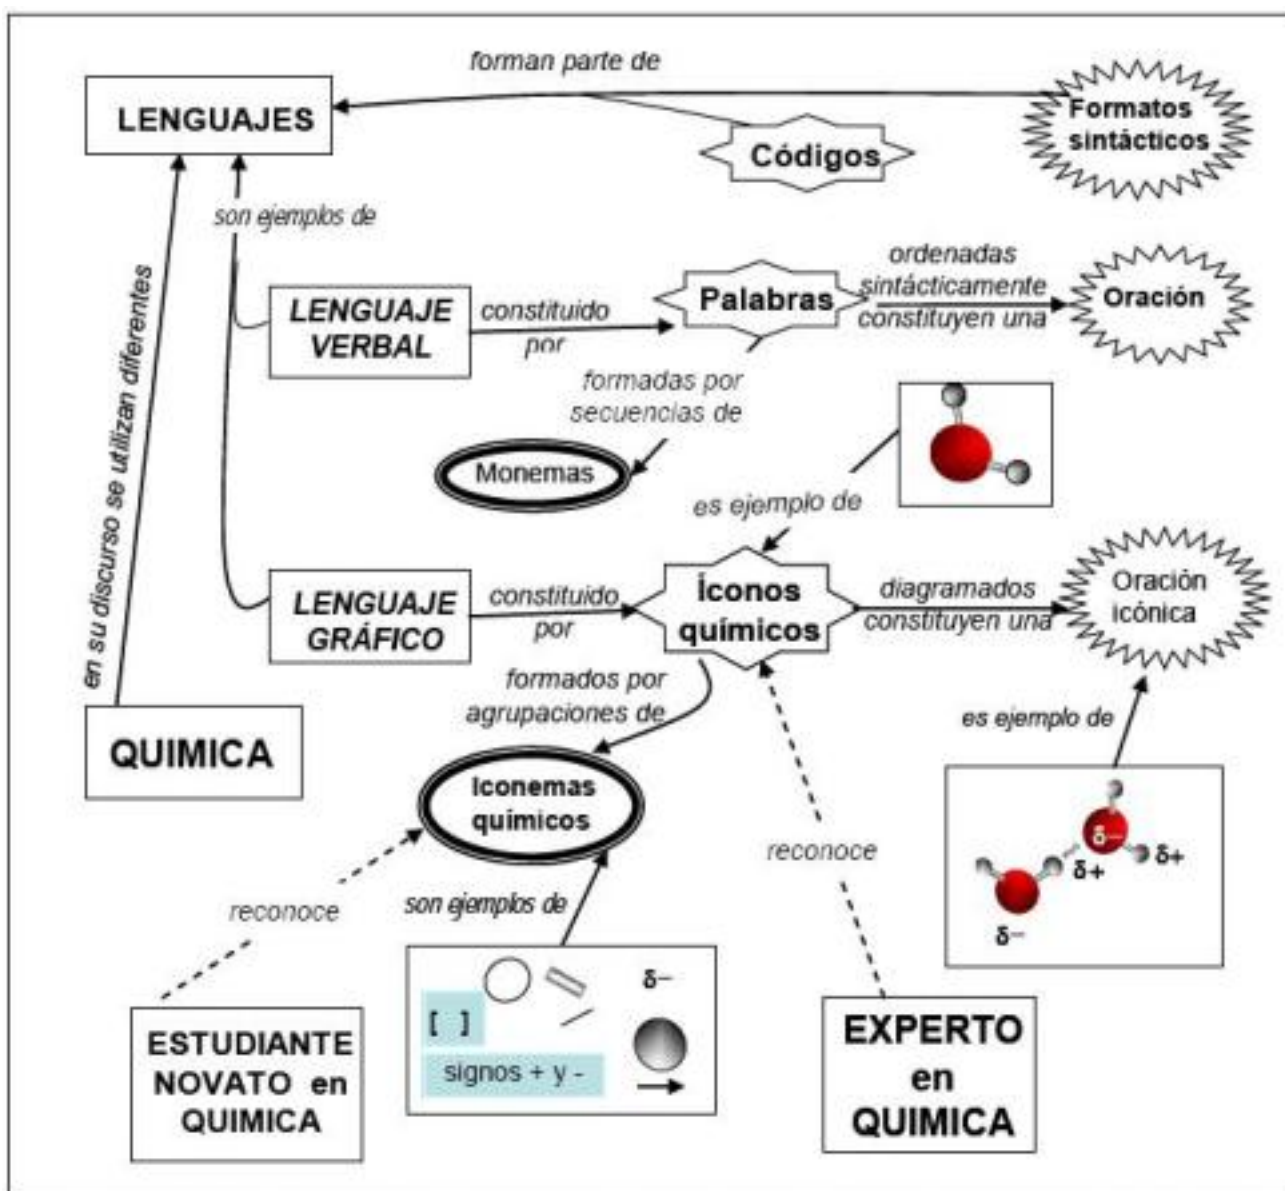 forman parte de
LENGUAJES
Formatos
sintácticos
Códigos
son ejemplos de
en su discurso se utilizan diferentes
LENGUAJE
VERBAL
constituido
por
Palabras
ordenadas
sintácticamente
constituyen una
Oración
formadas por
secuencias de
Monemas
es ejemplo de
LENGUAJE
GRÁFICO
constituido
por
Íconos
químicos
diagramados
constituyen una
Oración
icónica
formados por
agrupaciones de
QUIMICA
Iconemas
químicos
es ejemplo de
reconoce
reconoce
son ejemplos de
δ–
δ+
δ+
δ–
[ ]
δ–
signos + y -
ESTUDIANTE
NOVATO en
QUIMICA
EXPERTO
en
QUIMICA